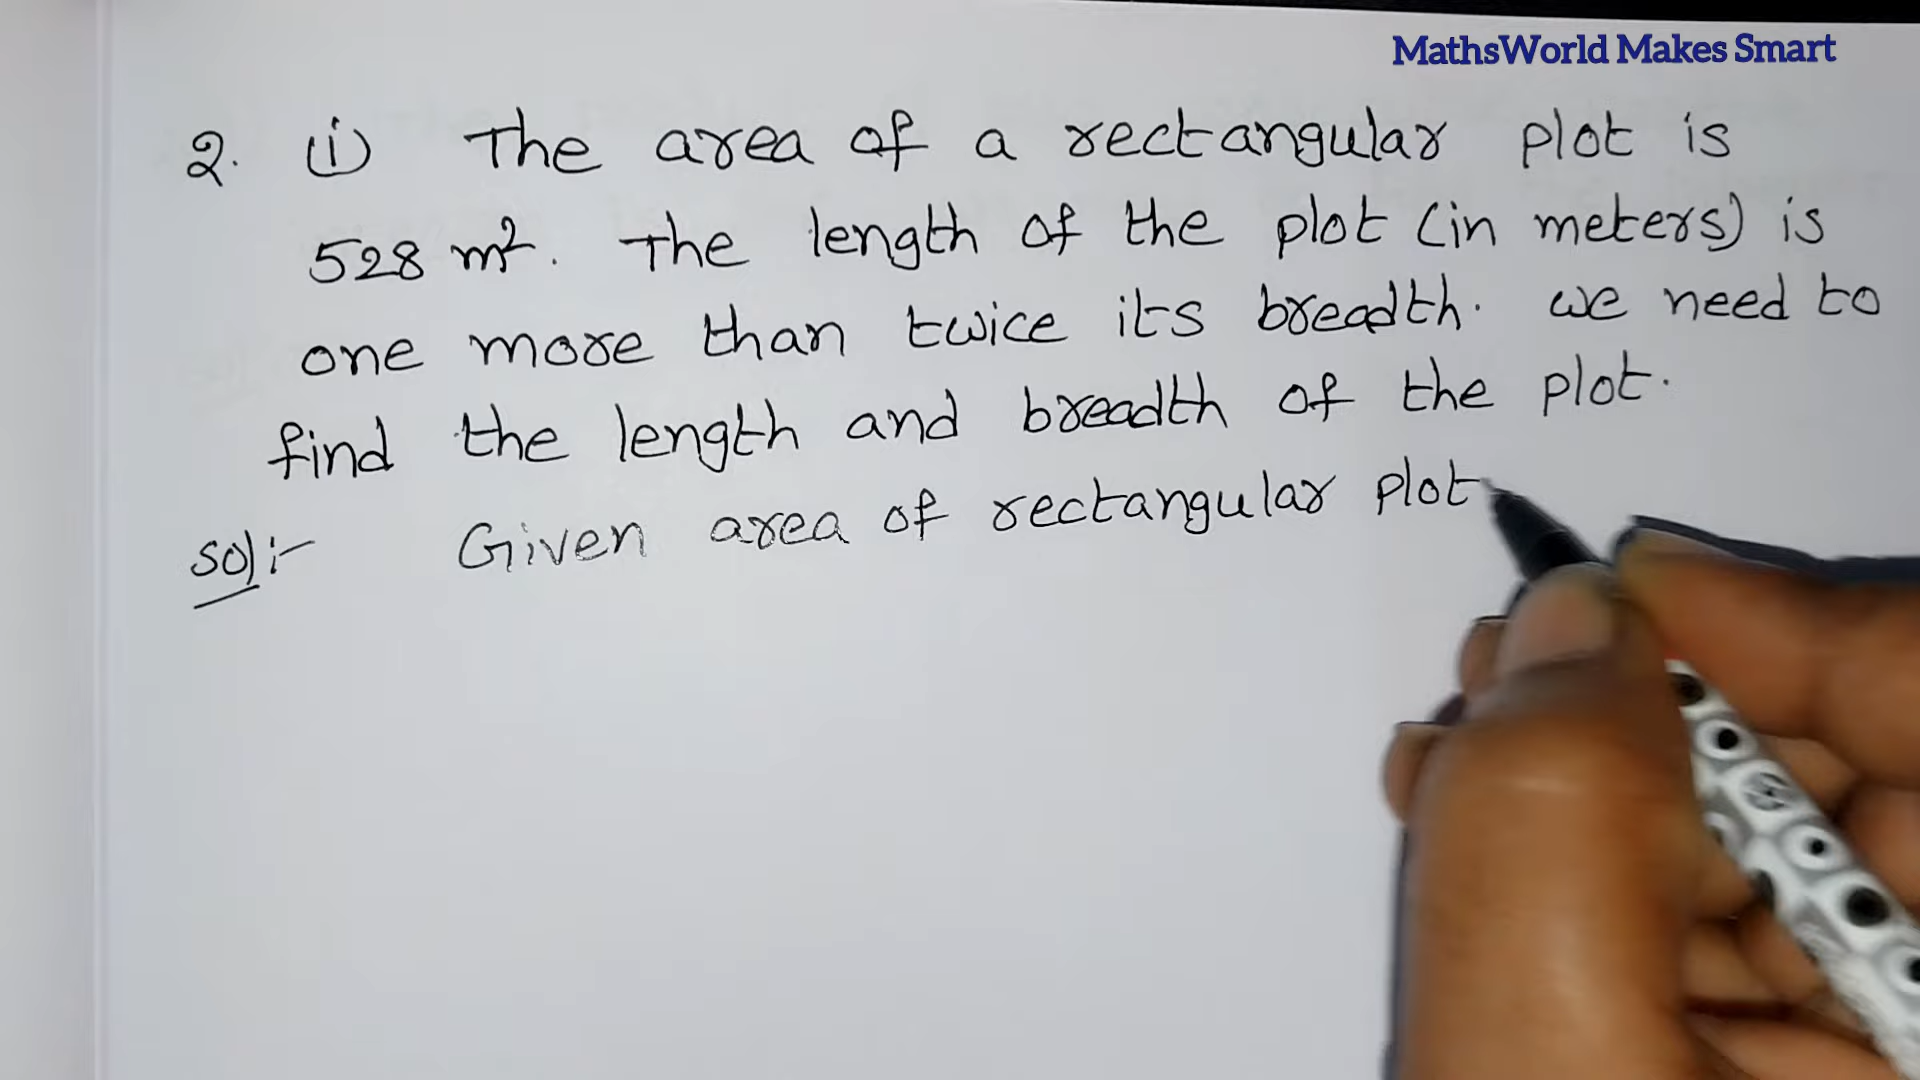 MathsWorld Makes Smart
2. (i) The area of a rectangular plot is
528 m². The length of the plot (in meters) is
one more than twice its breadth. we need to
find the length and breadth of the plot.
Sol:- Given area of rectangular plot